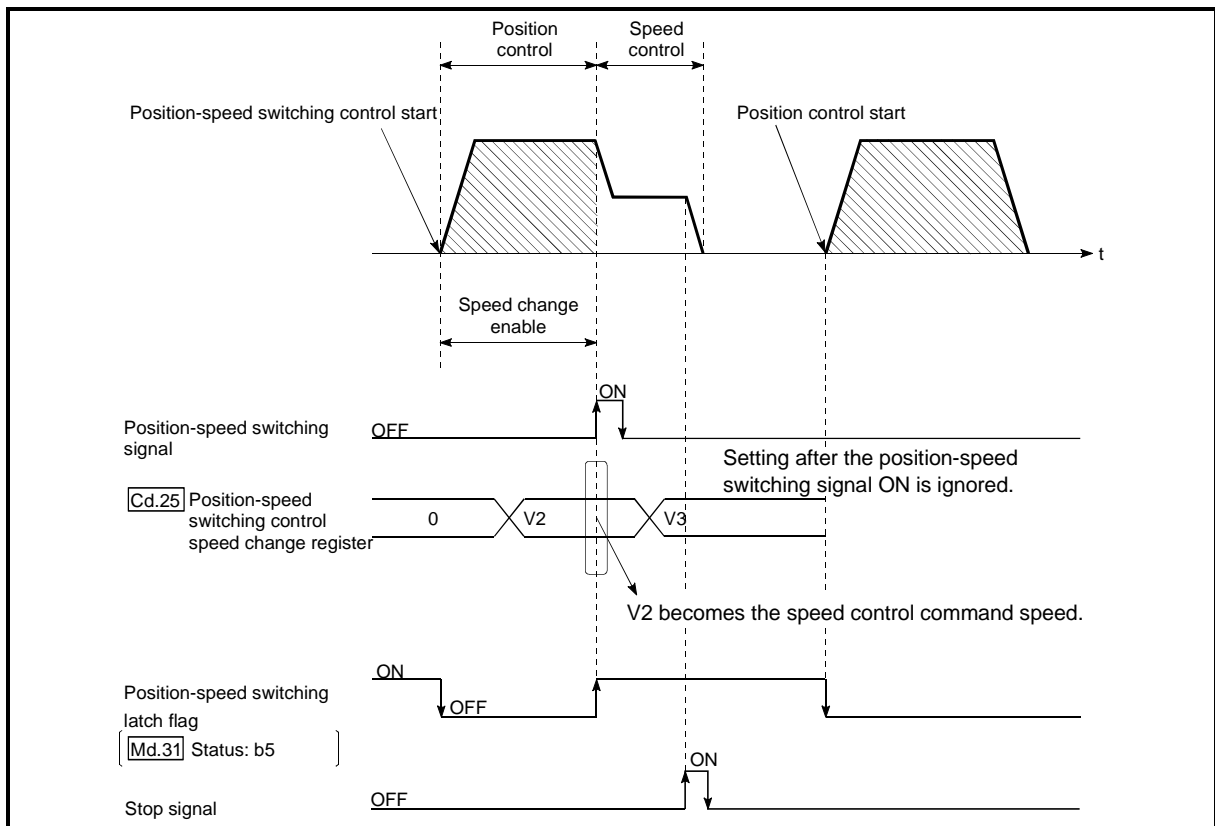 Position
control
Speed
control
Position-speed switching control start
Position control start
t
Speed change
enable
ON
Position-speed switching
signal
OFF
Setting after the position-speed
switching signal ON is ignored.
Cd.25 Position-speed
switching control
speed change register
0
V2
V3
V2 becomes the speed control command speed.
ON
Position-speed switching
latch flag
OFF
Md.31 Status: b5
ON
Stop signal
OFF